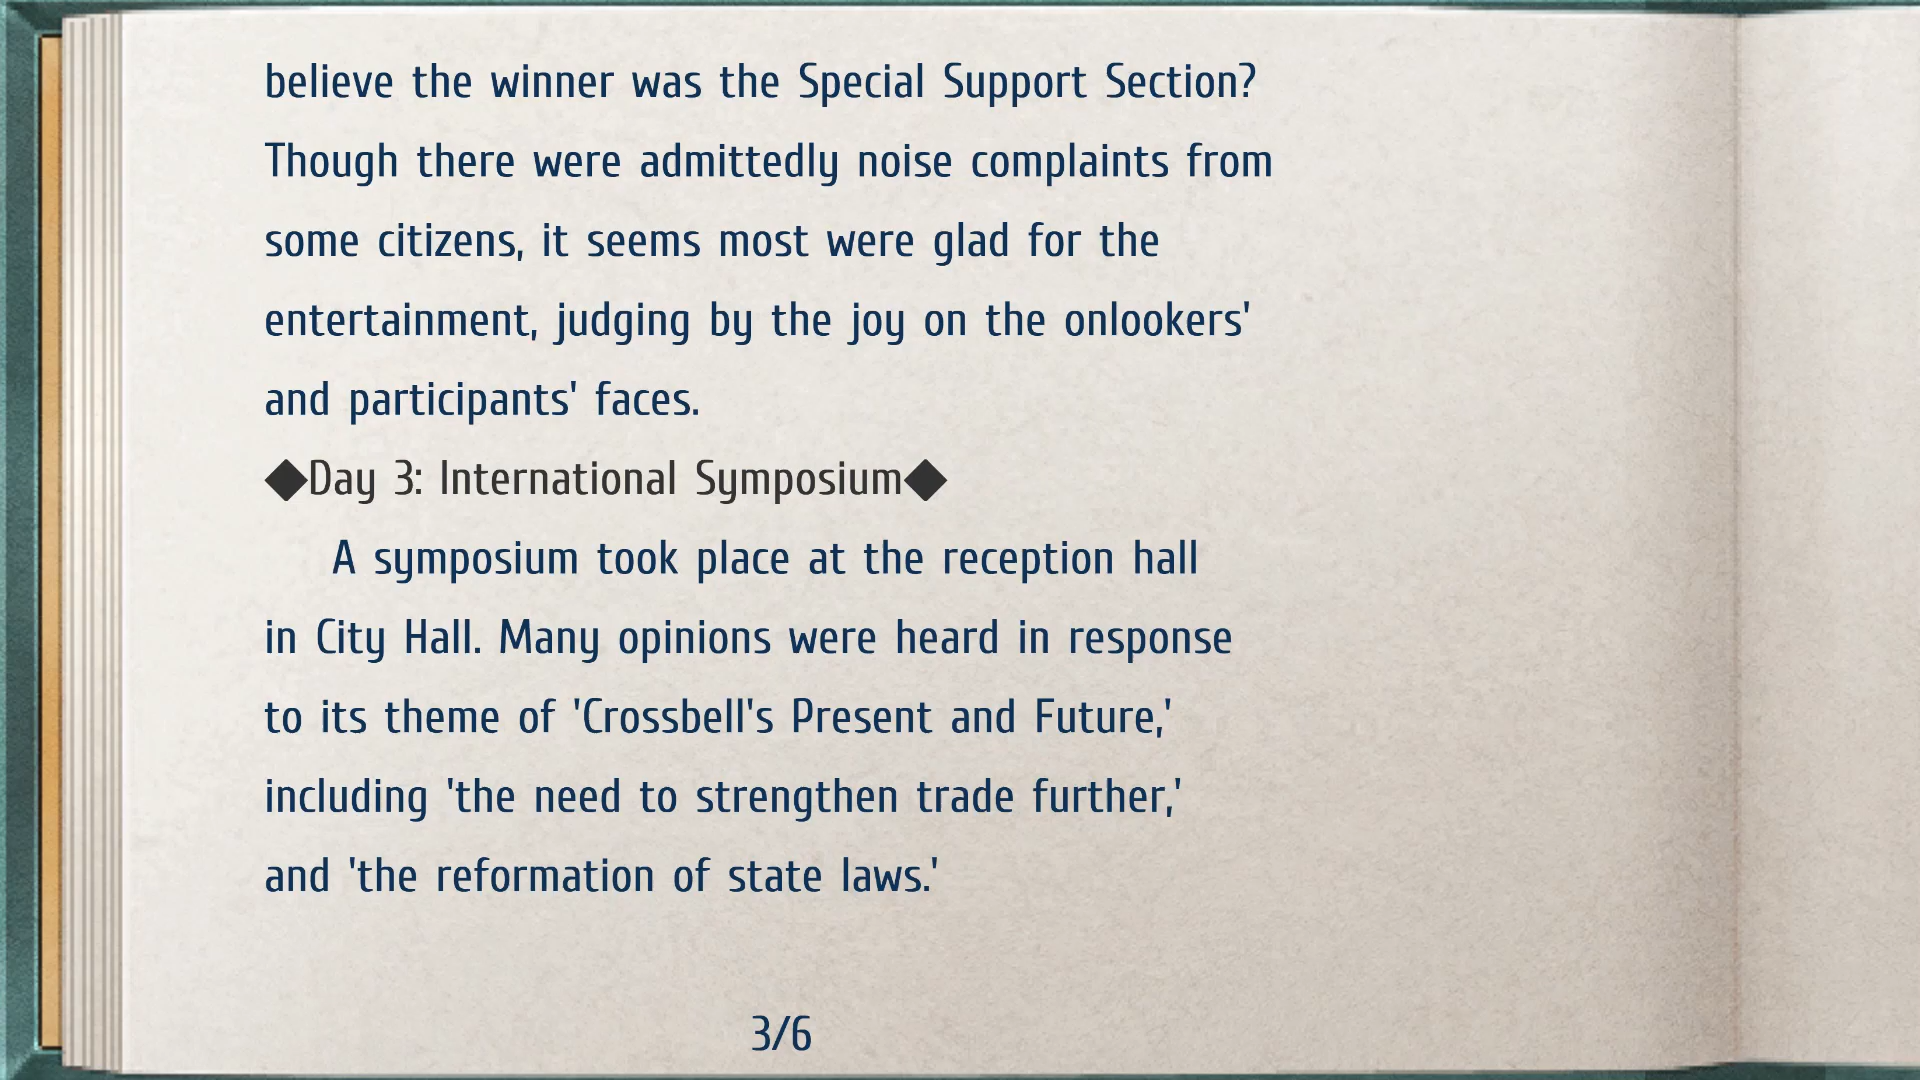 believe the winner was the Special Support Section?
Though there were admittedly noise complaints from
some citizens, it seems most were glad for the
entertainment, judging by the joy on the onlookers'
and participants' faces.
◆Day 3: International Symposium◆
A symposium took place at the reception hall
in City Hall. Many opinions were heard in response
to its theme of 'Crossbell's Present and Future,'
including 'the need to strengthen trade further,'
and 'the reformation of state laws.'
3/6